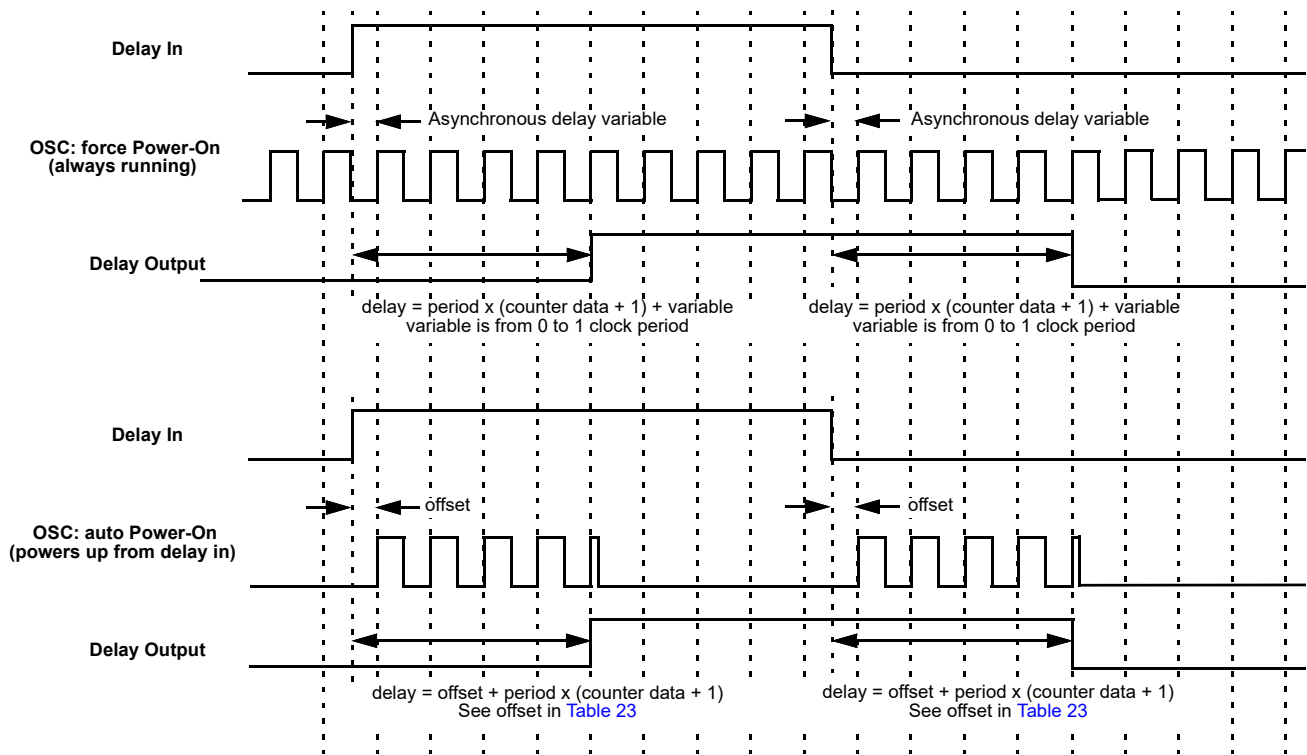 Delay In
Asynchronous delay variable
Asynchronous delay variable
OSC: force Power-On
(always running)
Delay Output
delay = period x (counter data + 1) + variable
variable is from 0 to 1 clock period
delay = period x (counter data + 1) + variable
variable is from 0 to 1 clock period
Delay In
offset
offset
OSC: auto Power-On
(powers up from delay in)
Delay Output
delay = offset + period x (counter data + 1)
See offset in Table 23
delay = offset + period x (counter data + 1)
See offset in Table 23